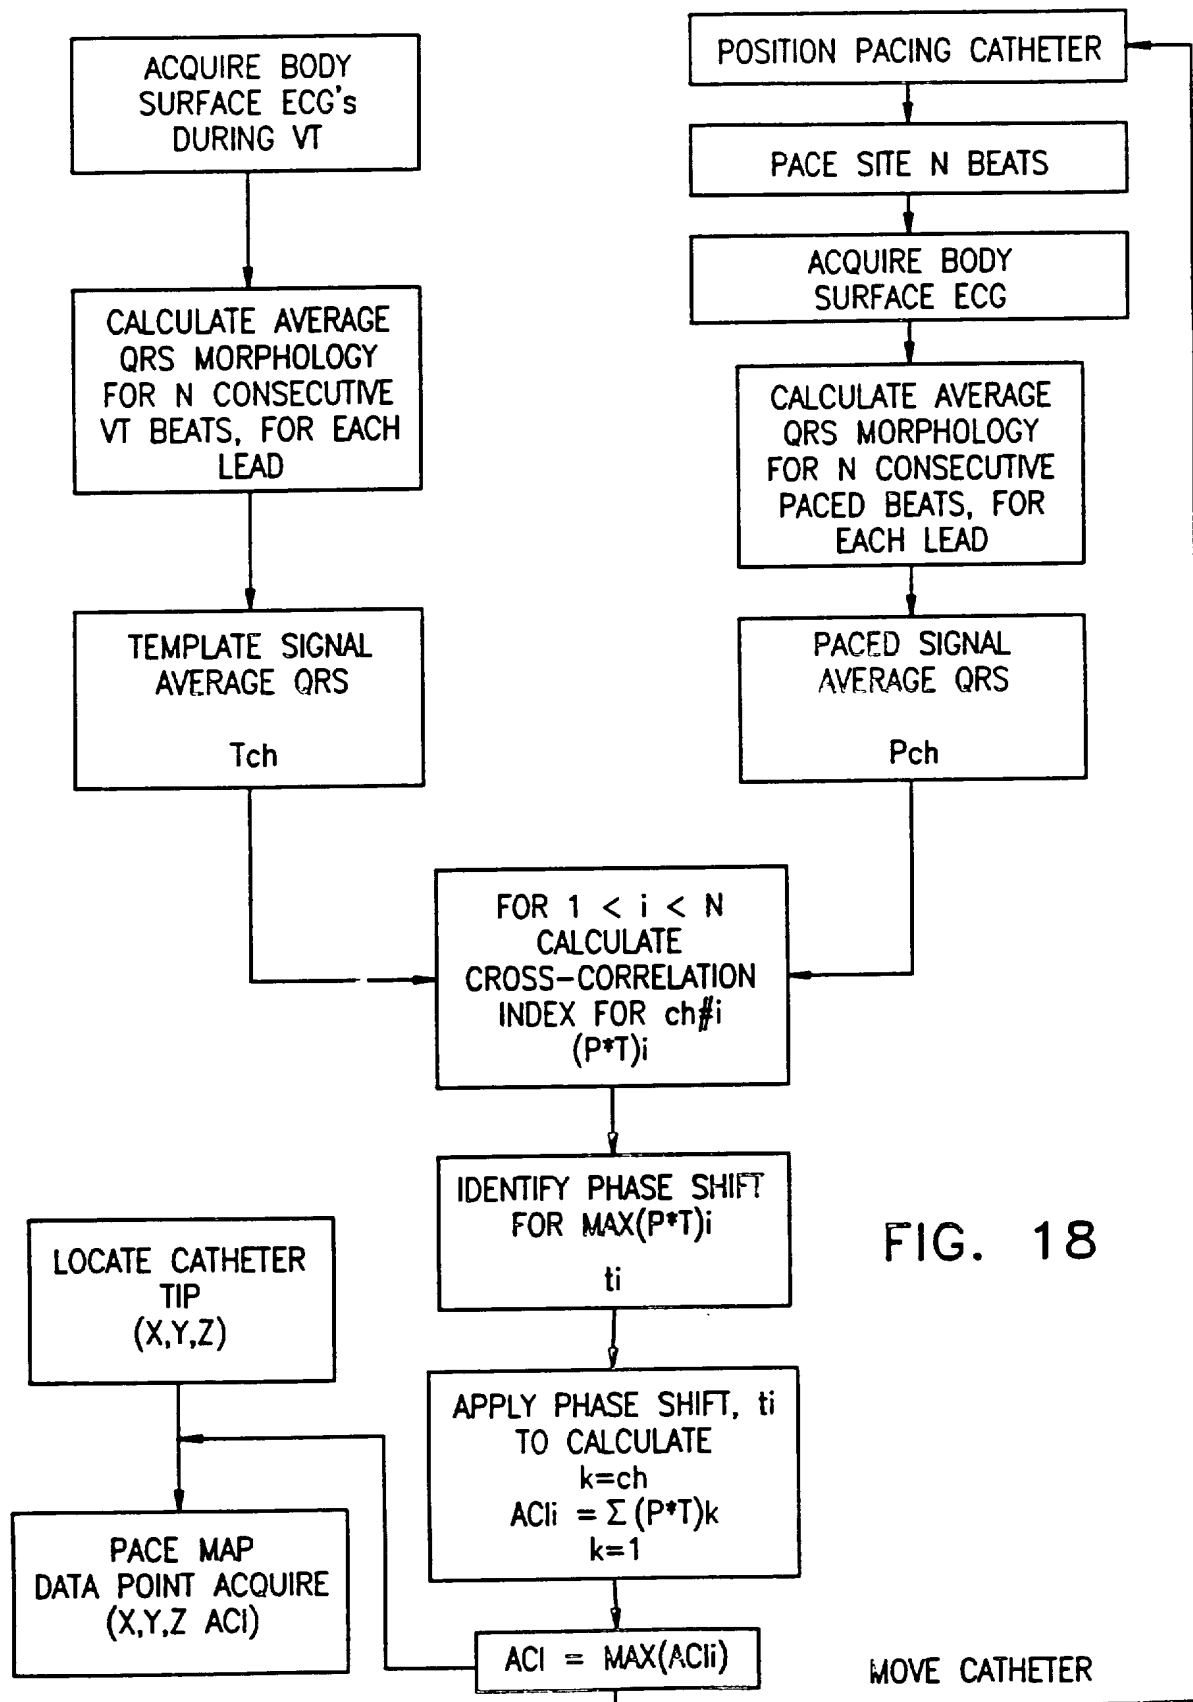 ACQUIRE BODY
SURFACE ECG's
DURING VT
CALCULATE AVERAGE
QRS MORPHOLOGY
FOR N CONSECUTIVE
VT BEATS, FOR EACH
LEAD
TEMPLATE SIGNAL
AVERAGE QRS
Tch
POSITION PACING CATHETER
PACE SITE N BEATS
ACQUIRE BODY
SURFACE ECG
CALCULATE AVERAGE
QRS MORPHOLOGY
FOR N CONSECUTIVE
PACED BEATS, FOR
EACH LEAD
PACED SIGNAL
AVERAGE QRS
Pch
FOR 1 < i < N
CALCULATE
CROSS-CORRELATION
INDEX FOR ch#i
(P*T)i
IDENTIFY PHASE SHIFT
FOR MAX(P*T)i
ti
APPLY PHASE SHIFT, ti
TO CALCULATE
k=ch
ACIi = Σ (P*T)k
k=1
ACI = MAX(ACIi)
LOCATE CATHETER
TIP
(X,Y,Z)
PACE MAP
DATA POINT ACQUIRE
(X,Y,Z ACI)
MOVE CATHETER
FIG. 18